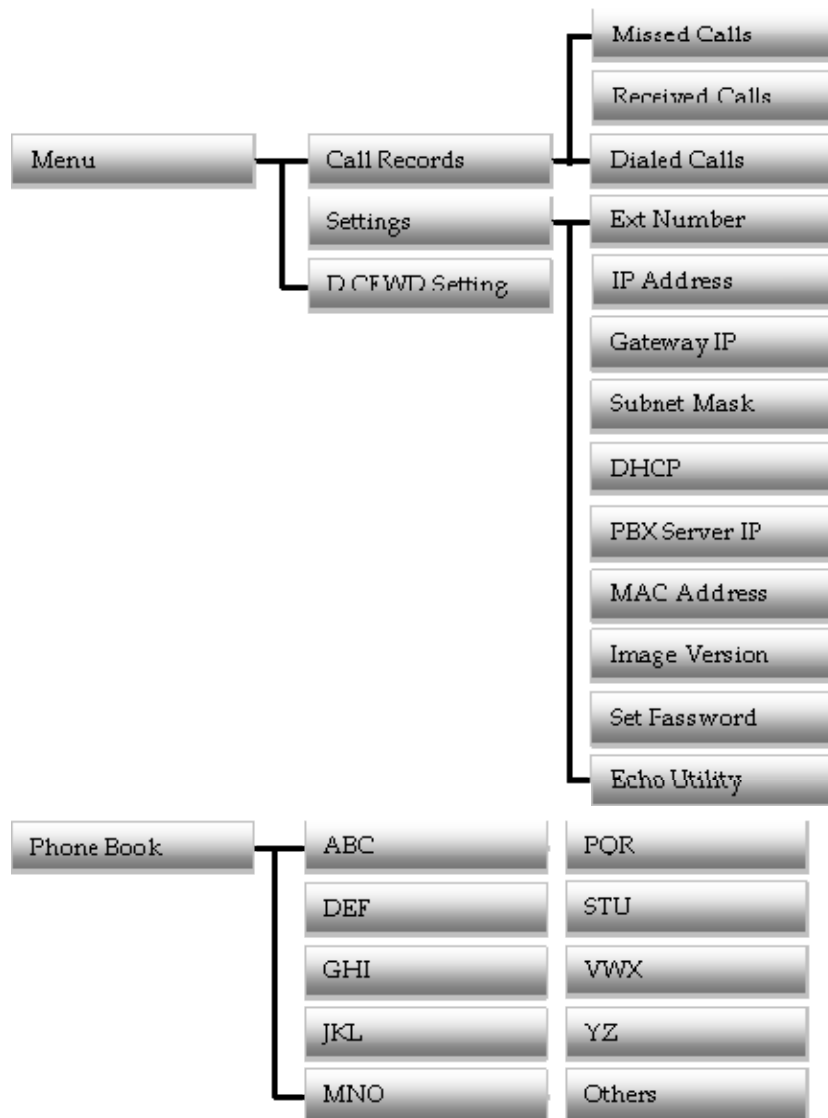 Missed Calls
Received Calls
Menu
Call Records
Dialed Calls
Settings
Ext Number
D.CFWD Setting
IP Address
Gateway IP
Subnet Mask
DHCP
PBX Server IP
MAC Address
Image Version
Set Password
Echo Utility
Phone Book
ABC
PQR
DEF
STU
GHI
VWX
JKL
YZ
MNO
Others